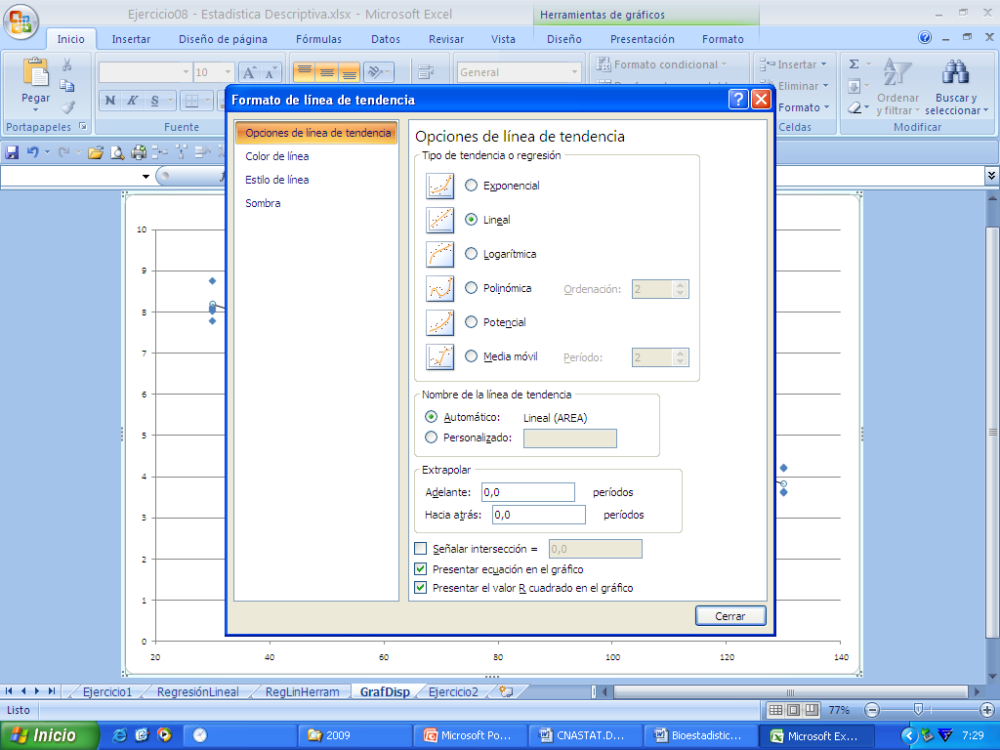 Ejercicio08 - Estadistica Descriptiva.xlsx - Microsoft Excel
Herramientas de gráficos
Inicio Insertar Diseño de página Fórmulas Datos Revisar Vista Diseño Presentación Formato
Pegar
Portapapeles
10
N K S
Fuente
General
Formato condicional
Insertar
Eliminar
Formato
Celdas
Σ
Ordenar y filtrar
Buscar y seleccionar
Modificar
Formato de línea de tendencia
Opciones de línea de tendencia
Color de línea
Estilo de línea
Sombra
Opciones de línea de tendencia
Tipo de tendencia o regresión
Exponencial
Lineal
Logarítmica
Polinómica Ordenación: 2
Potencial
Media móvil Período: 2
Nombre de la línea de tendencia
Automático: Lineal (AREA)
Personalizado:
Extrapolar
Adelante: 0,0 períodos
Hacia atrás: 0,0 períodos
Señalar intersección = 0,0
Presentar ecuación en el gráfico
Presentar el valor R cuadrado en el gráfico
Cerrar
10
9
8
7
6
5
4
3
2
1
0
20 40 60 80 100 120 140
Ejercicio1 RegresiónLineal RegLinHerram GrafDisp Ejercicio2
Listo
77%
Inicio
2009
Microsoft Po...
CNASTAT.D...
Bioestadistic...
Microsoft Ex...
7:29